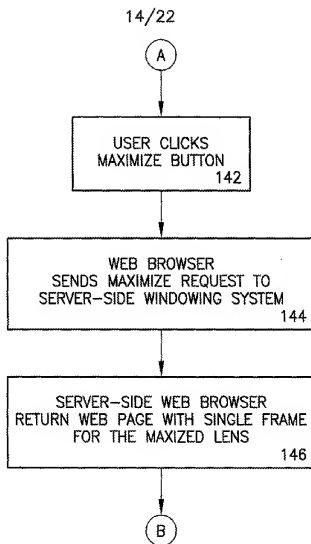 14/22
A
USER CLICKS
MAXIMIZE BUTTON
142
WEB BROWSER
SENDS MAXIMIZE REQUEST TO
SERVER-SIDE WINDOWING SYSTEM
144
SERVER-SIDE WEB BROWSER
RETURN WEB PAGE WITH SINGLE FRAME
FOR THE MAXIZED LENS
146
B